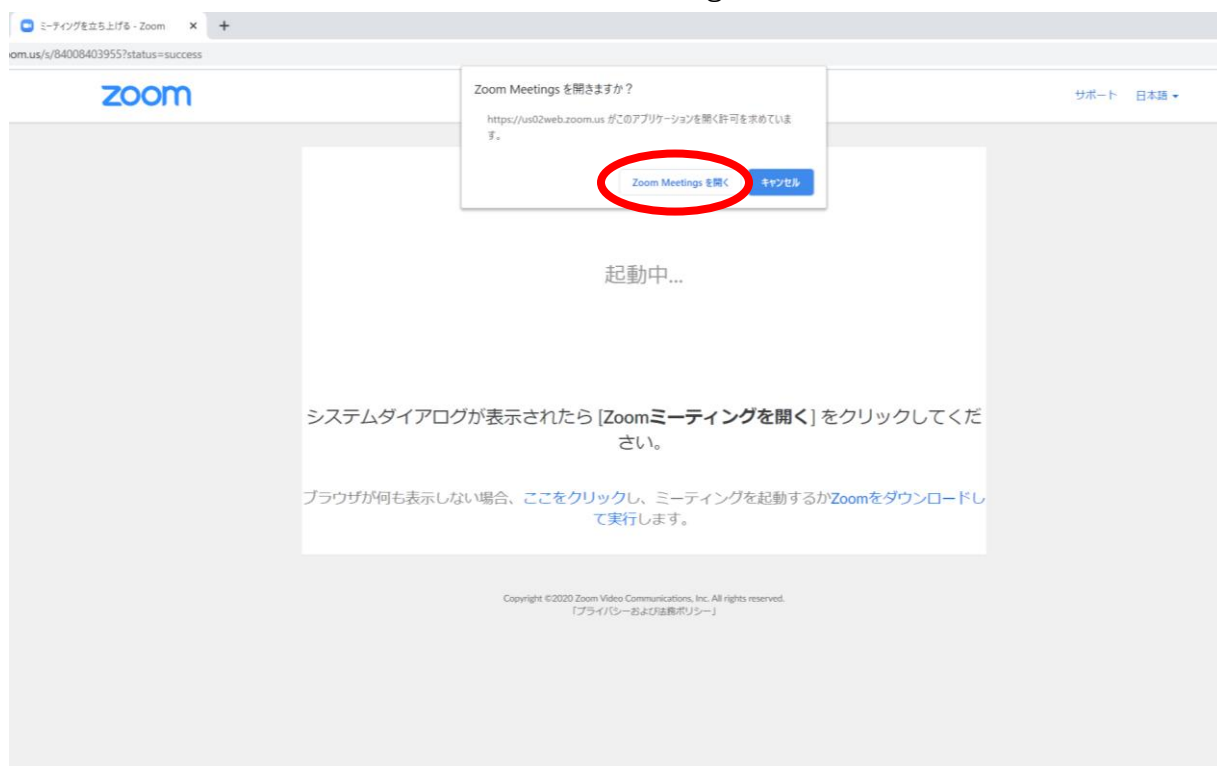 ミーティングを立ち上げる - Zoom × +
om.us/s/84008403955?status=success
zoom
サポート 日本語
Zoom Meetings を開きますか？
https://us02web.zoom.us がこのアプリケーションを開く許可を求めていま
す。
Zoom Meetings を開く キャンセル
起動中...
システムダイアログが表示されたら [Zoomミーティングを開く] をクリックしてくだ
さい。
ブラウザが何も表示しない場合、ここをクリックし、ミーティングを起動するかZoomをダウンロードし
て実行します。
Copyright ©2020 Zoom Video Communications, Inc. All rights reserved.
「プライバシーおよび法務ポリシー」